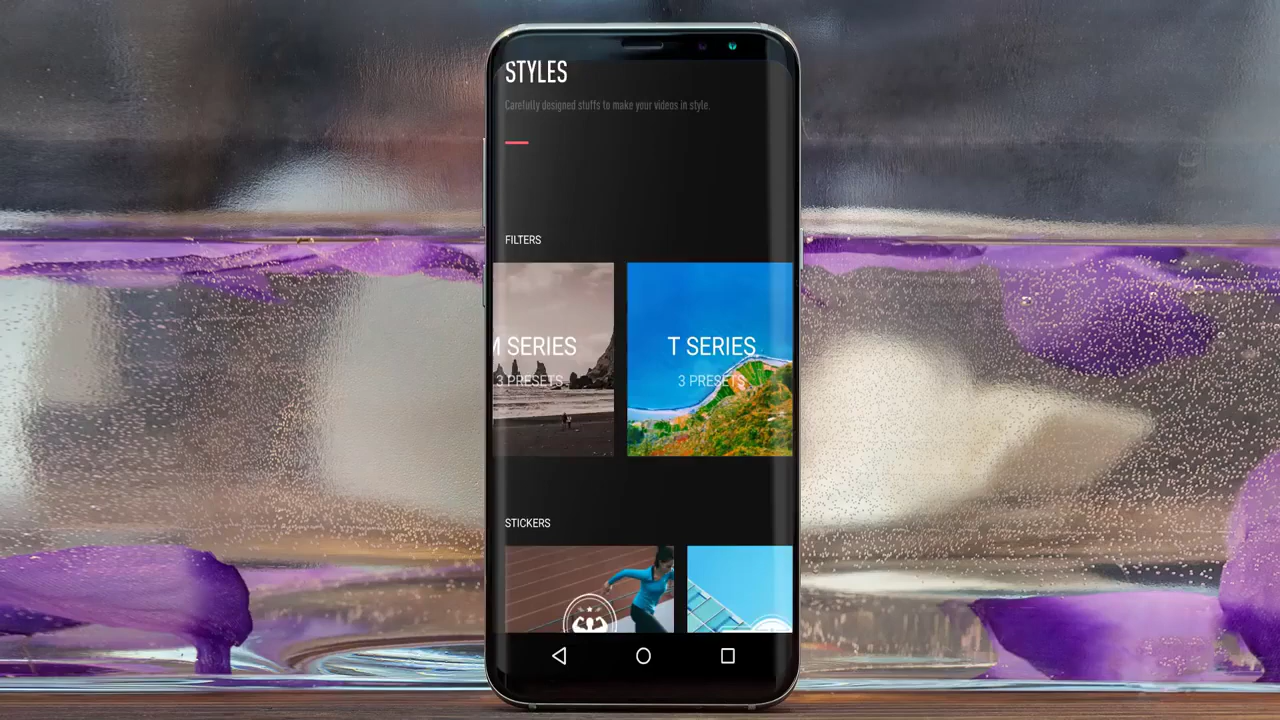 STYLES
Carefully designed stuffs to make your videos in style.
FILTERS
M SERIES
3 PRESETS
T SERIES
3 PRESETS
STICKERS